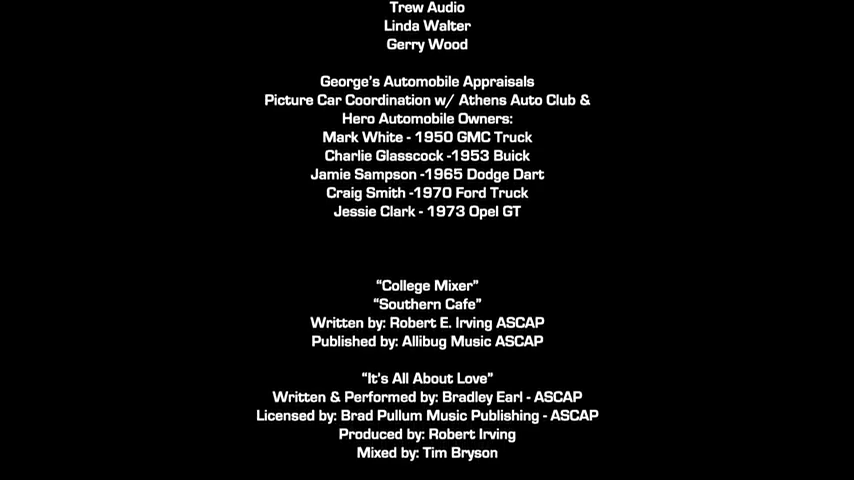 Trew Audio
Linda Walter
Gerry Wood
George's Automobile Appraisals
Picture Car Coordination w/ Athens Auto Club &
Hero Automobile Owners:
Mark White - 1950 GMC Truck
Charlie Glasscock -1953 Buick
Jamie Sampson -1965 Dodge Dart
Craig Smith -1970 Ford Truck
Jessie Clark - 1973 Opel GT
“College Mixer”
“Southern Cafe”
Written by: Robert E. Irving ASCAP
Published by: Allibug Music ASCAP
“It's All About Love”
Written & Performed by: Bradley Earl - ASCAP
Licensed by: Brad Pullum Music Publishing - ASCAP
Produced by: Robert Irving
Mixed by: Tim Bryson